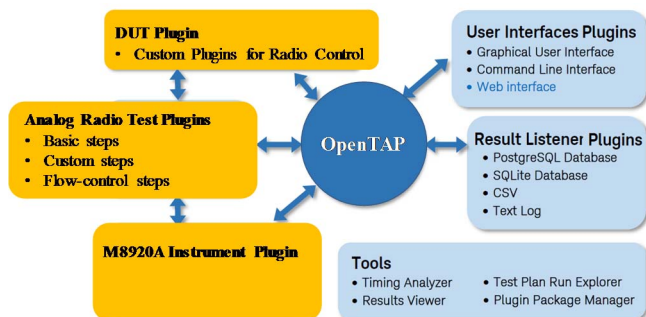 DUT Plugin
• Custom Plugins for Radio Control
Analog Radio Test Plugins
• Basic steps
• Custom steps
• Flow-control steps
M8920A Instrument Plugin
OpenTAP
User Interfaces Plugins
• Graphical User Interface
• Command Line Interface
• Web interface
Result Listener Plugins
• PostgreSQL Database
• SQLite Database
• CSV
• Text Log
Tools
• Timing Analyzer
• Results Viewer
• Test Plan Run Explorer
• Plugin Package Manager